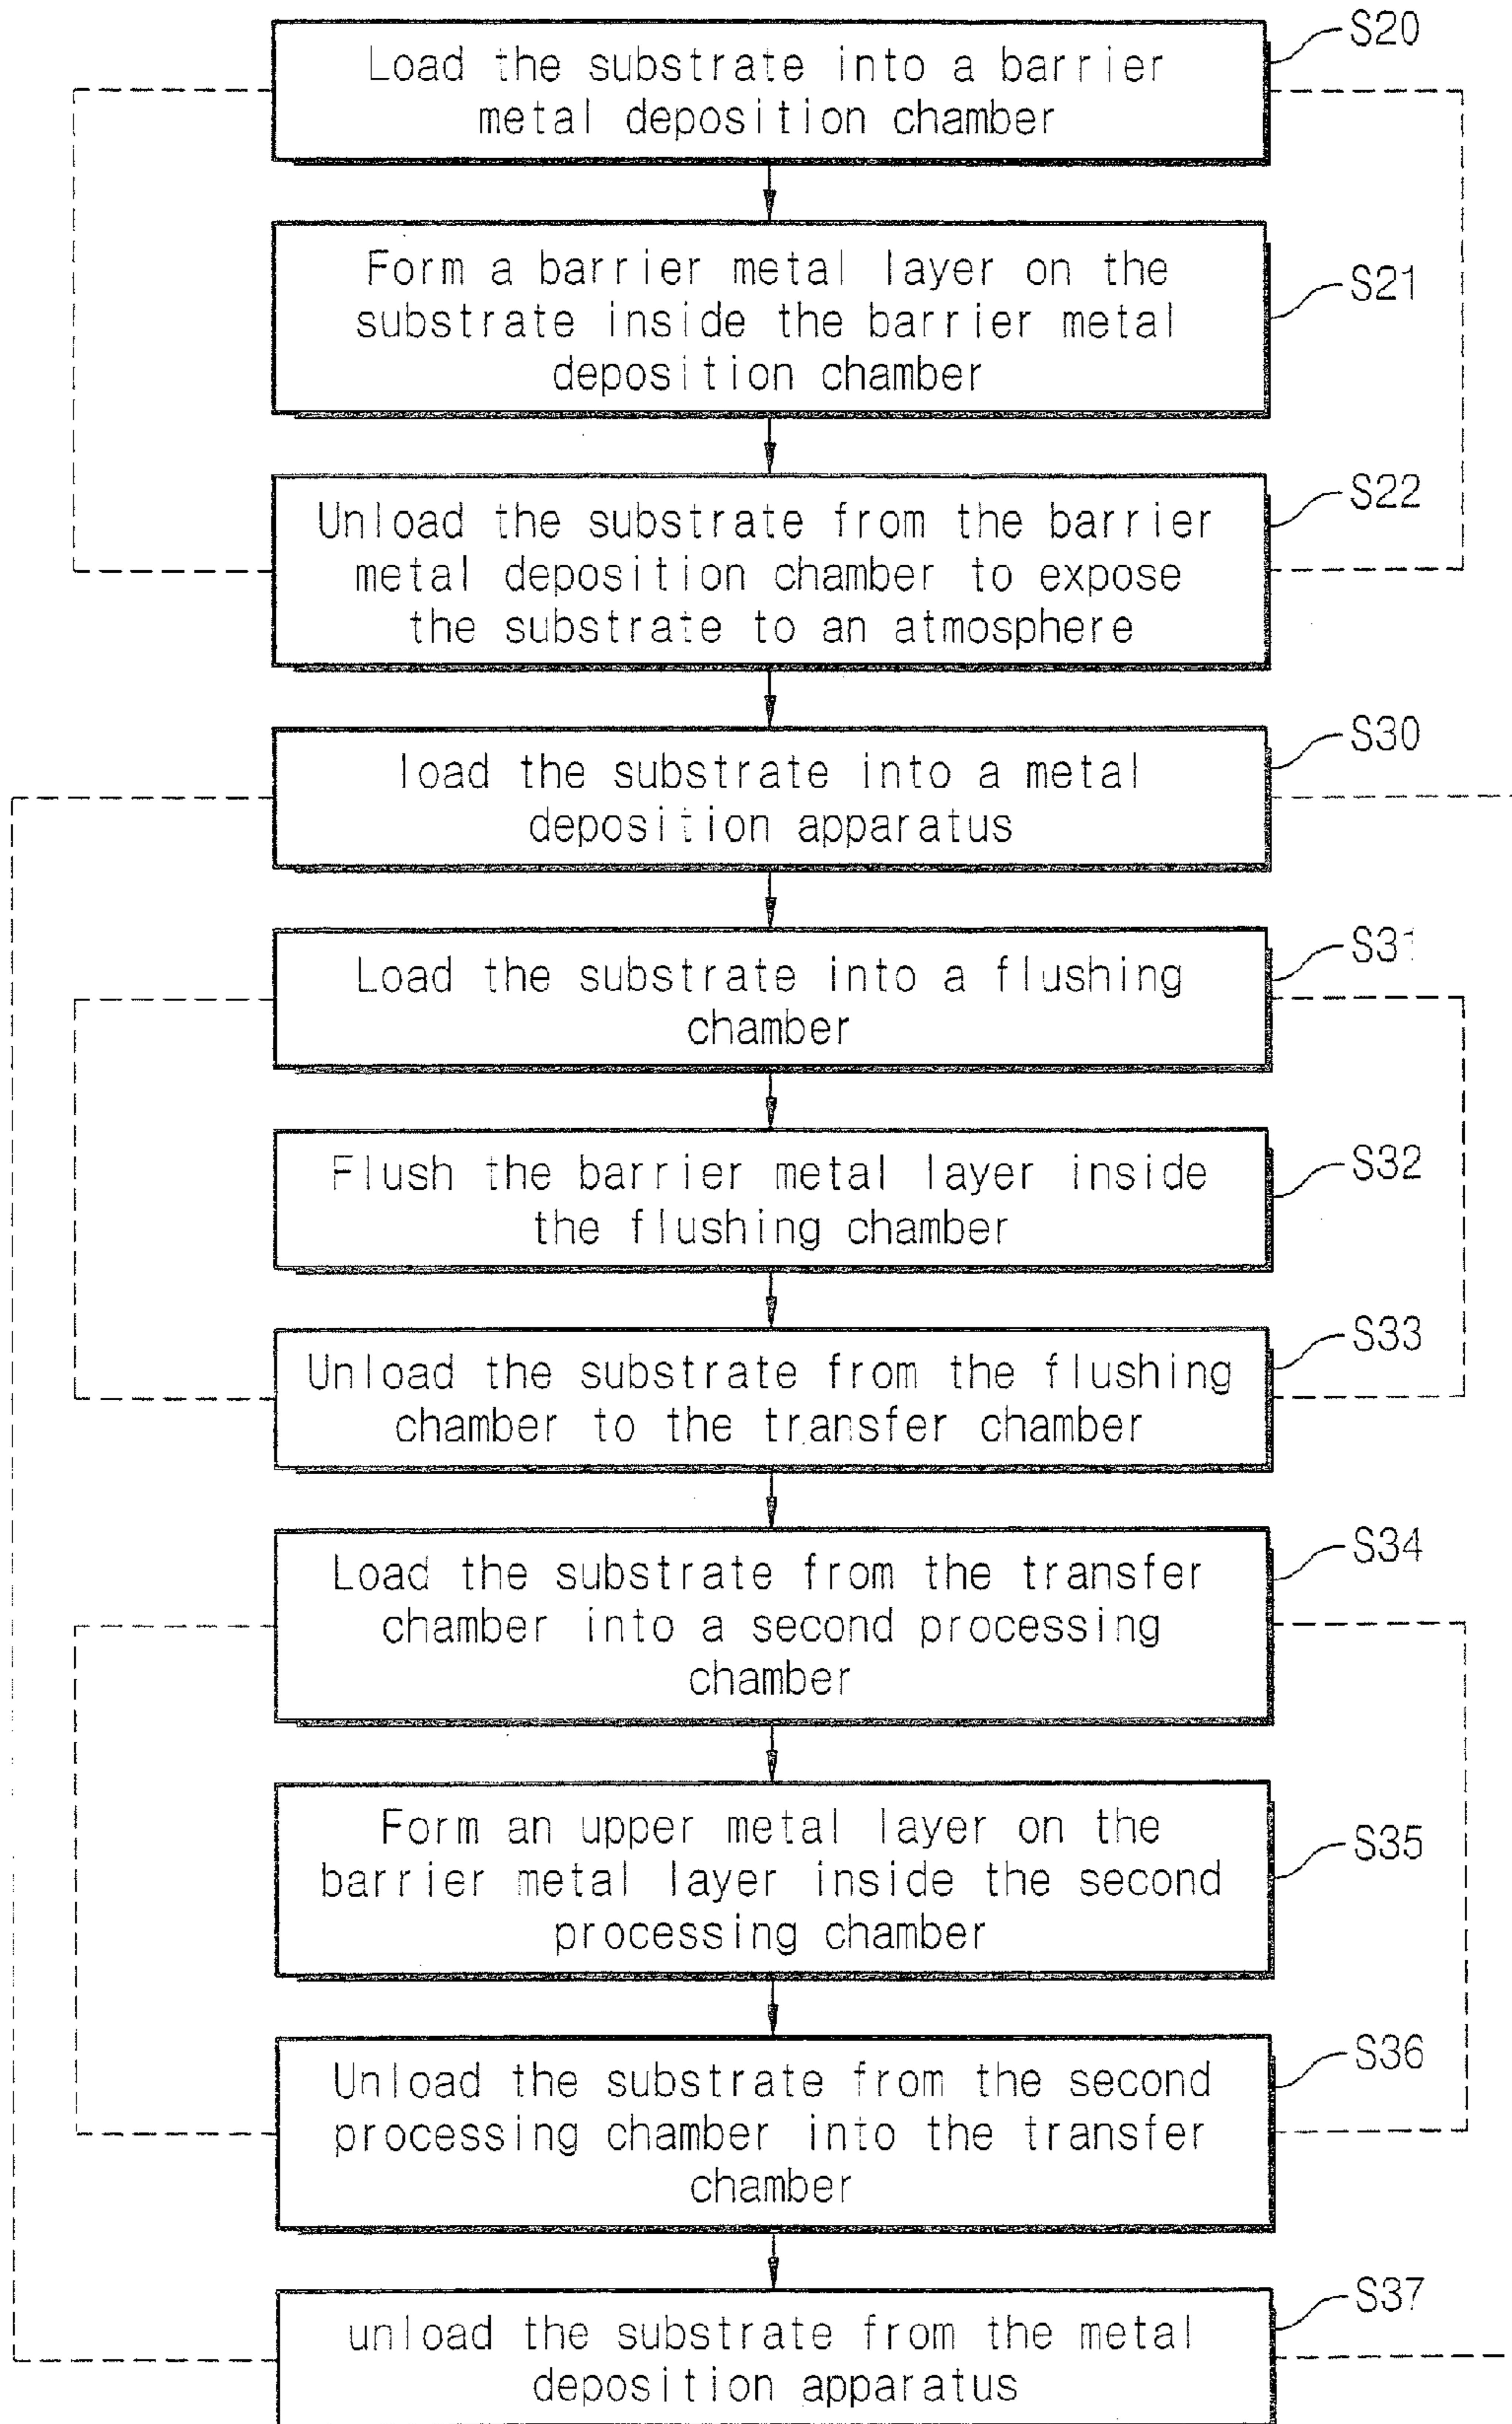 Load the substrate into a barrier
metal deposition chamber
S20
Form a barrier metal layer on the
substrate inside the barrier metal
deposition chamber
S21
Unload the substrate from the barrier
metal deposition chamber to expose
the substrate to an atmosphere
S22
load the substrate into a metal
deposition apparatus
S30
Load the substrate into a flushing
chamber
S31
Flush the barrier metal layer inside
the flushing chamber
S32
Unload the substrate from the flushing
chamber to the transfer chamber
S33
Load the substrate from the transfer
chamber into a second processing
chamber
S34
Form an upper metal layer on the
barrier metal layer inside the second
processing chamber
S35
Unload the substrate from the second
processing chamber into the transfer
chamber
S36
unload the substrate from the metal
deposition apparatus
S37